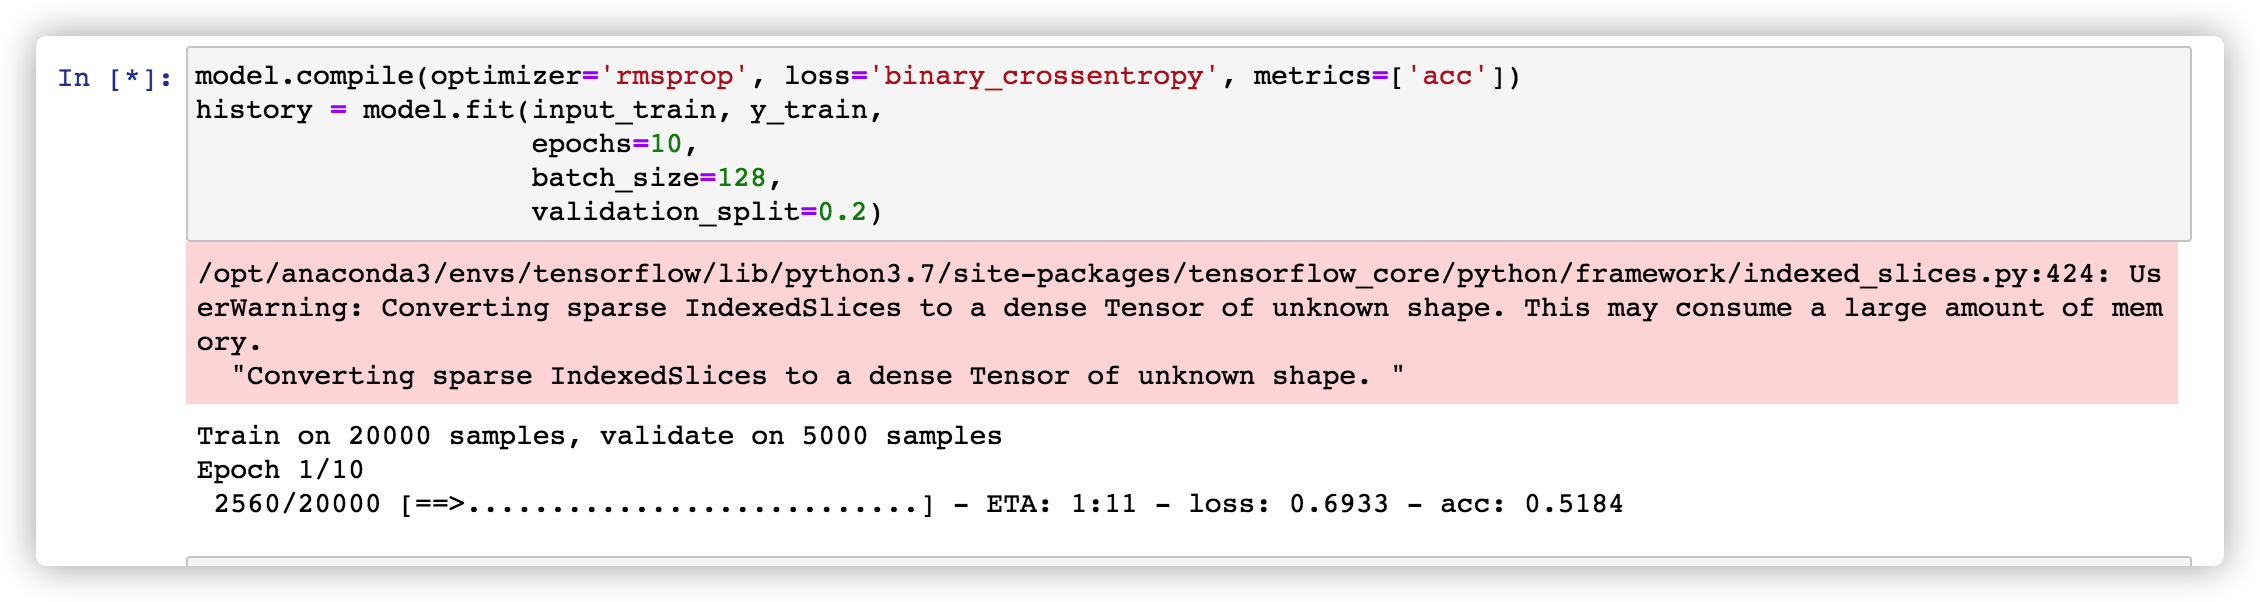 In [*]:
model.compile(optimizer='rmsprop', loss='binary_crossentropy', metrics=['acc'])
history = model.fit(input_train, y_train,
                    epochs=10,
                    batch_size=128,
                    validation_split=0.2)
/opt/anaconda3/envs/tensorflow/lib/python3.7/site-packages/tensorflow_core/python/framework/indexed_slices.py:424: Us
erWarning: Converting sparse IndexedSlices to a dense Tensor of unknown shape. This may consume a large amount of mem
ory.
  "Converting sparse IndexedSlices to a dense Tensor of unknown shape. "
Train on 20000 samples, validate on 5000 samples
Epoch 1/10
 2560/20000 [==>...........................] - ETA: 1:11 - loss: 0.6933 - acc: 0.5184